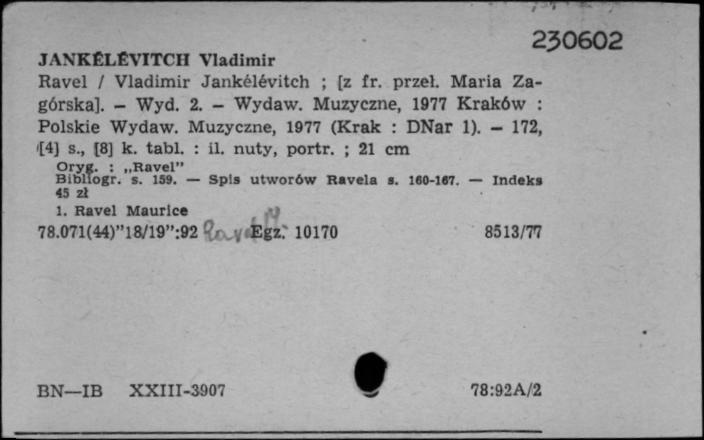 230602
JANKÉLÉVITCH Vladimir
Ravel / Vladimir Jankélévitch ; [z fr. przeł. Maria Za-
górska]. — Wyd. 2. — Wydaw. Muzyczne, 1977 Kraków :
Polskie Wydaw. Muzyczne, 1977 (Krak : DNar 1). — 172,
[4] s., [8] k. tabl. : il. nuty, portr. ; 21 cm
Oryg. : „Ravel”
Bibliogr. s. 159. — Spis utworów Ravela s. 160-167. — Indeks
45 zł
1. Ravel Maurice
78.071(44)”18/19”:92 Ravel M. Egz. 10170 8513/77
BN—IB XXIII-3907 78:92A/2